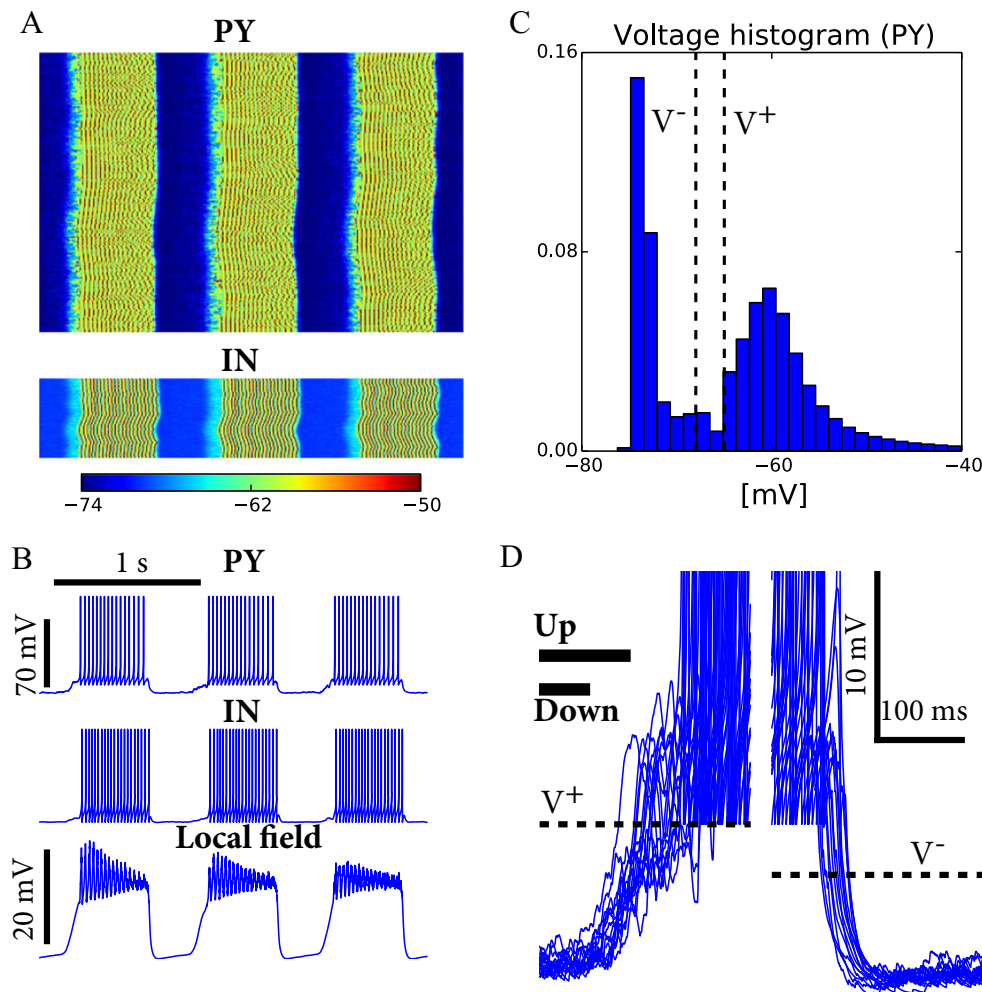 A
PY
IN
−74
−62
−50
B
1 s
PY
70 mV
IN
Local field
20 mV
C
Voltage histogram (PY)
0.16
V-
V+
0.08
0.00
−80
−60
−40
[mV]
D
Up
Down
10 mV
100 ms
V+
V-